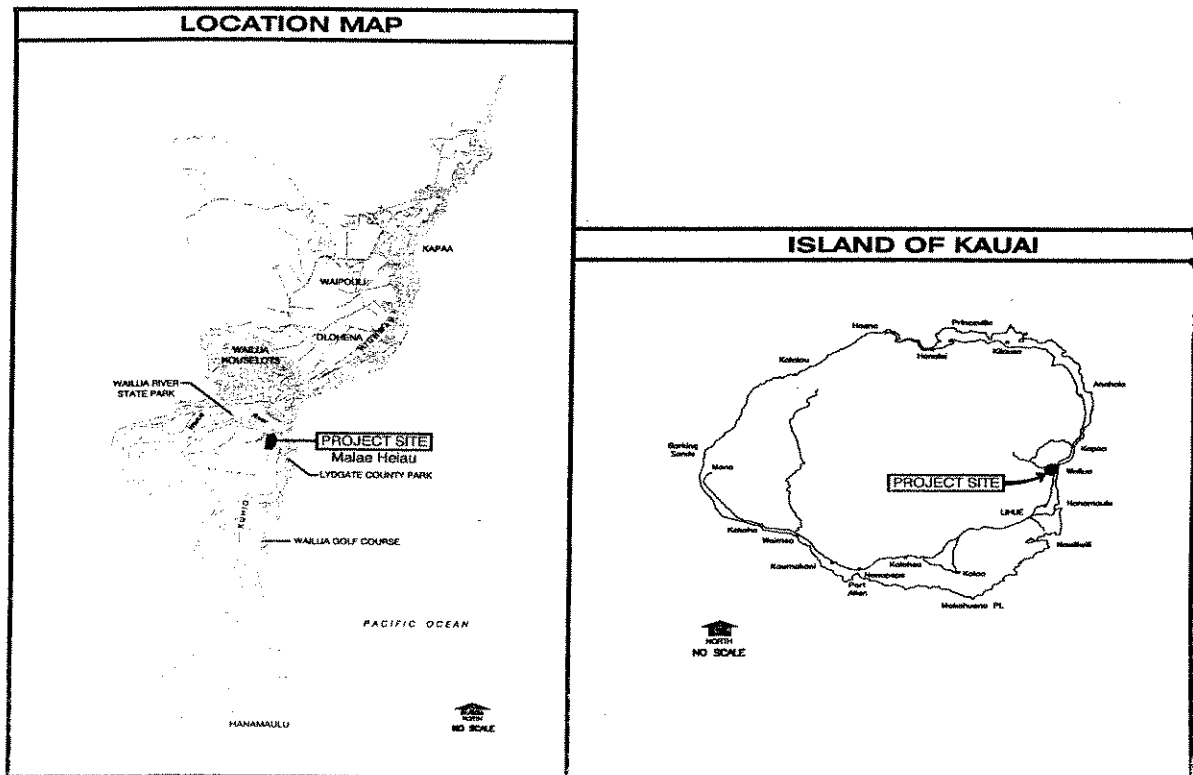 LOCATION MAP
KAPAA
WAIPOULI
OLOHENA
WAILUA
HOUSELOTS
WAILUA RIVER
STATE PARK
PROJECT SITE
Malae Heiau
LYDGATE COUNTY PARK
KUHIO
WAILUA GOLF COURSE
PACIFIC OCEAN
HANAMAULU
NORTH
NO SCALE
ISLAND OF KAUAI
Haena
Princeville
Hanalei
Kilauea
Kalalau
Anahola
Barking
Sands
Mana
Kapaa
Wailua
PROJECT SITE
Hanamaulu
LIHUE
Nawiliwili
Kekaha
Waimea
Kaumakani
Kalaheo
Hanapepe
Koloa
Port
Allen
Makahuena Pt.
NORTH
NO SCALE